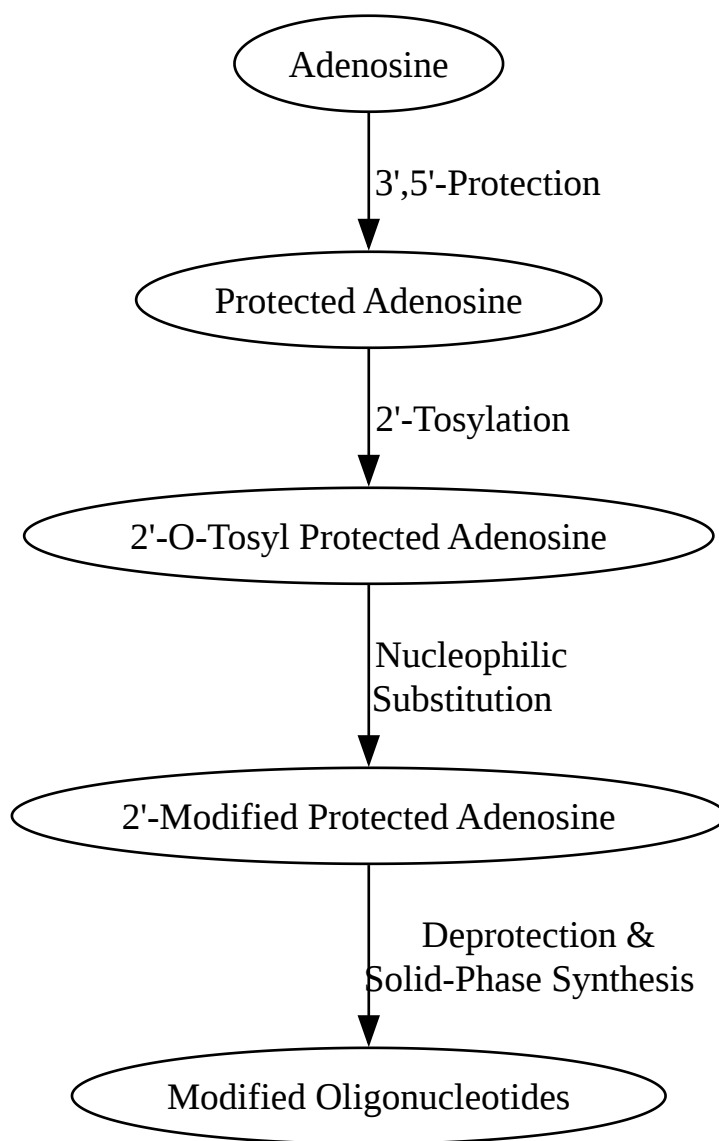 Adenosine
3',5'-Protection
Protected Adenosine
2'-Tosylation
2'-O-Tosyl Protected Adenosine
Nucleophilic
Substitution
2'-Modified Protected Adenosine
Deprotection &
Solid-Phase Synthesis
Modified Oligonucleotides